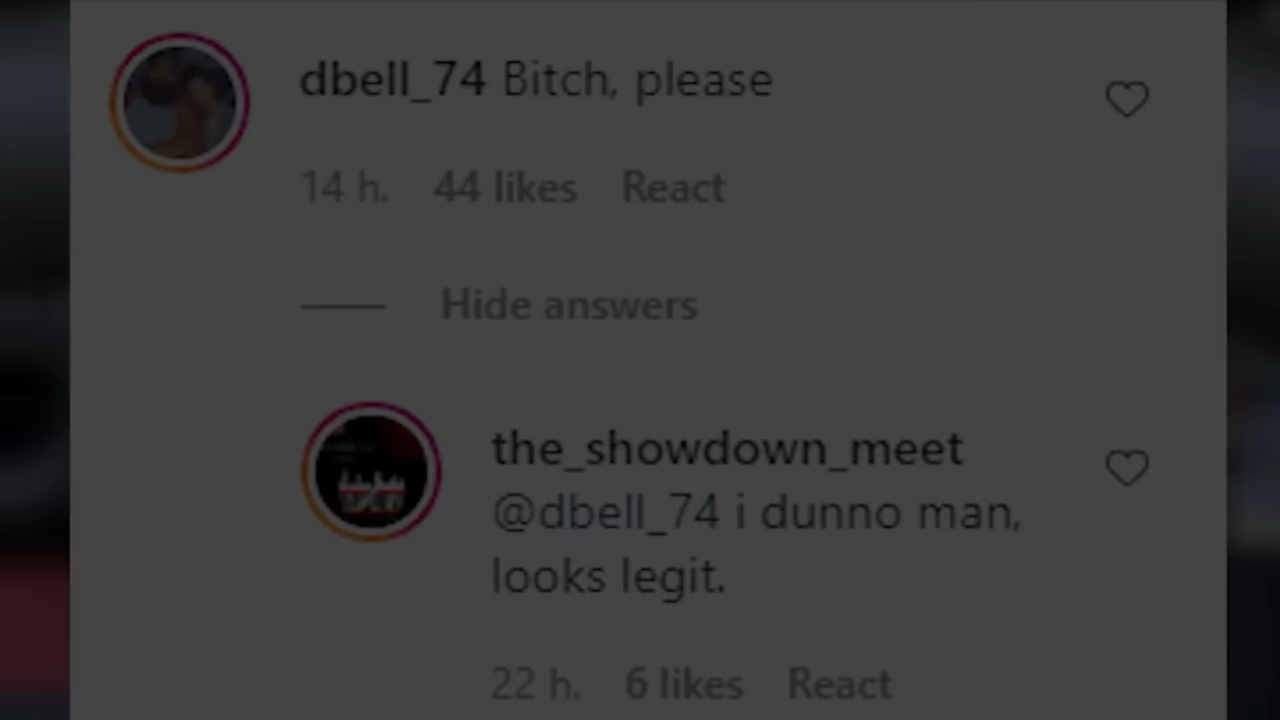 dbell_74 Bitch, please
14 h. 44 likes React
Hide answers
the_showdown_meet
@dbell_74 i dunno man,
looks legit.
22 h. 6 likes React